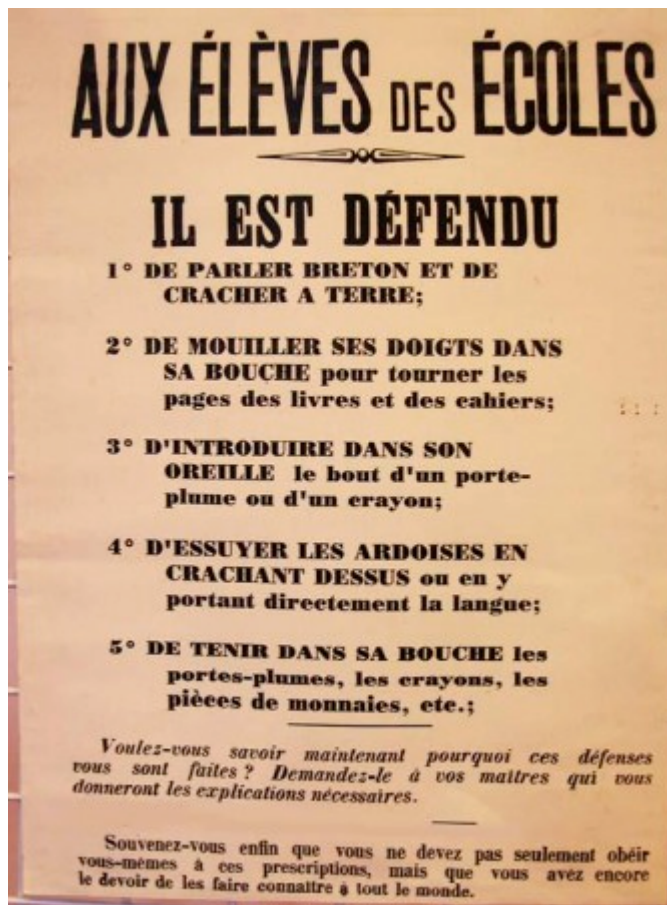 AUX ÉLÈVES DES ÉCOLES
IL EST DÉFENDU
1° DE PARLER BRETON ET DE
CRACHER A TERRE;
2° DE MOUILLER SES DOIGTS DANS
SA BOUCHE pour tourner les
pages des livres et des cahiers;
3° D'INTRODUIRE DANS SON
OREILLE le bout d'un porte-
plume ou d'un crayon;
4° D'ESSUYER LES ARDOISES EN
CRACHANT DESSUS ou en y
portant directement la langue;
5° DE TENIR DANS SA BOUCHE les
portes-plumes, les crayons, les
pièces de monnaies, etc.;
Voulez-vous savoir maintenant pourquoi ces défenses
vous sont faites ? Demandez-le à vos maîtres qui vous
donneront les explications nécessaires.
Souvenez-vous enfin que vous ne devez pas seulement obéir
vous-mêmes à ces prescriptions, mais que vous avez encore
le devoir de les faire connaître à tout le monde.